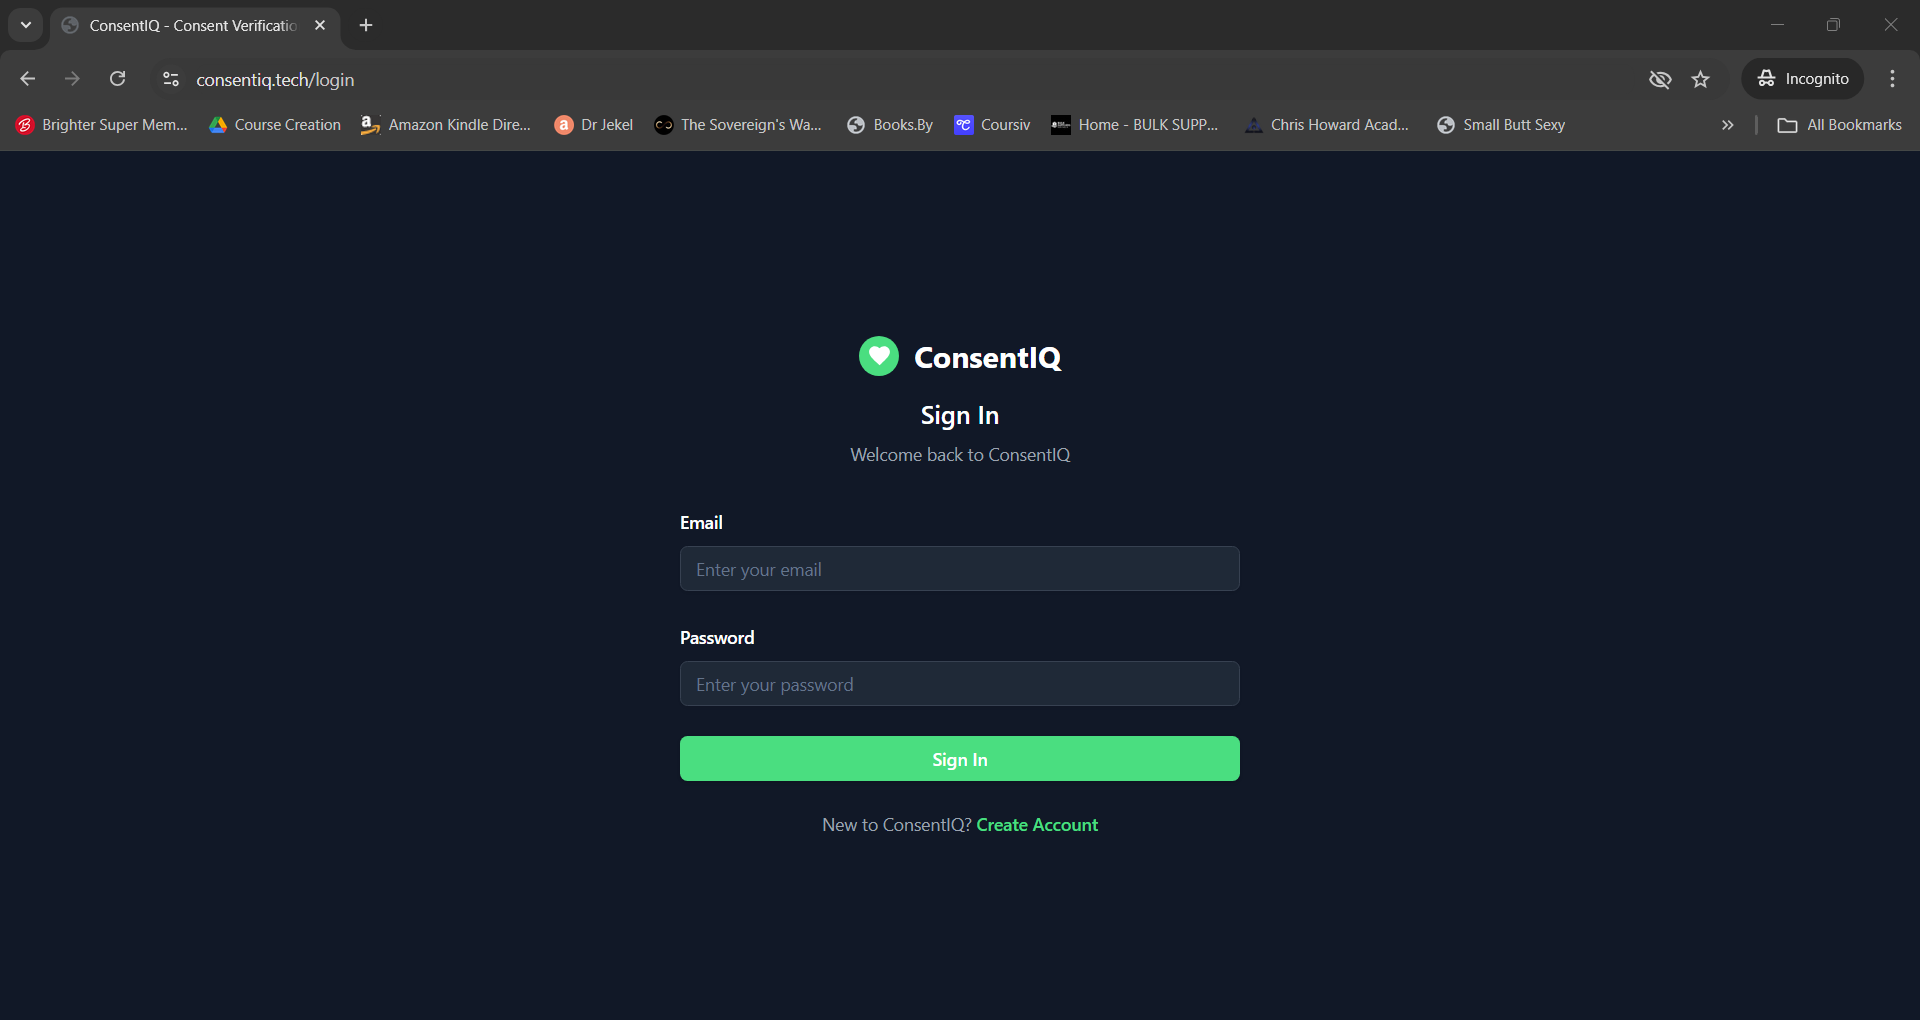 ConsentIQ - Consent Verificatio
consentiq.tech/login
Incognito
Brighter Super Mem... Course Creation Amazon Kindle Dire... Dr Jekel The Sovereign's Wa... Books.By Coursiv Home - BULK SUPP... Chris Howard Acad... Small Butt Sexy All Bookmarks
ConsentIQ
Sign In
Welcome back to ConsentIQ
Email
Enter your email
Password
Enter your password
Sign In
New to ConsentIQ? Create Account